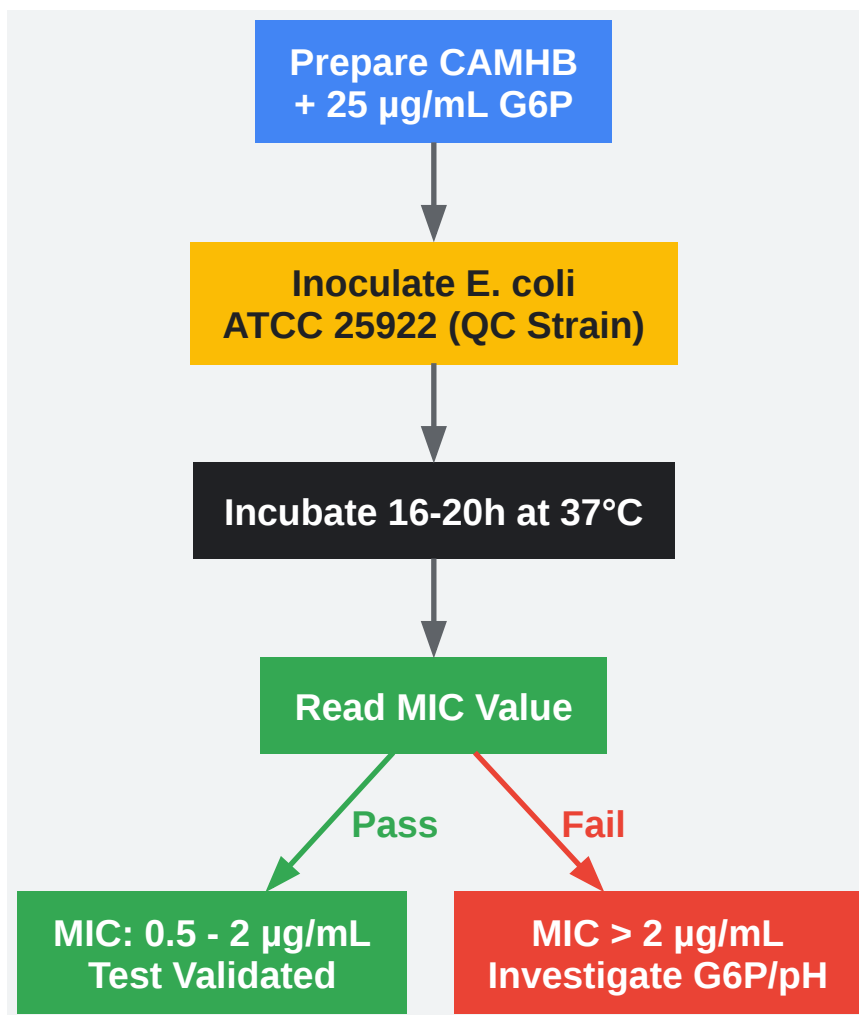 Prepare CAMHB
+ 25 µg/mL G6P
Inoculate E. coli
ATCC 25922 (QC Strain)
Incubate 16-20h at 37°C
Read MIC Value
Pass
Fail
MIC: 0.5 - 2 µg/mL
Test Validated
MIC > 2 µg/mL
Investigate G6P/pH